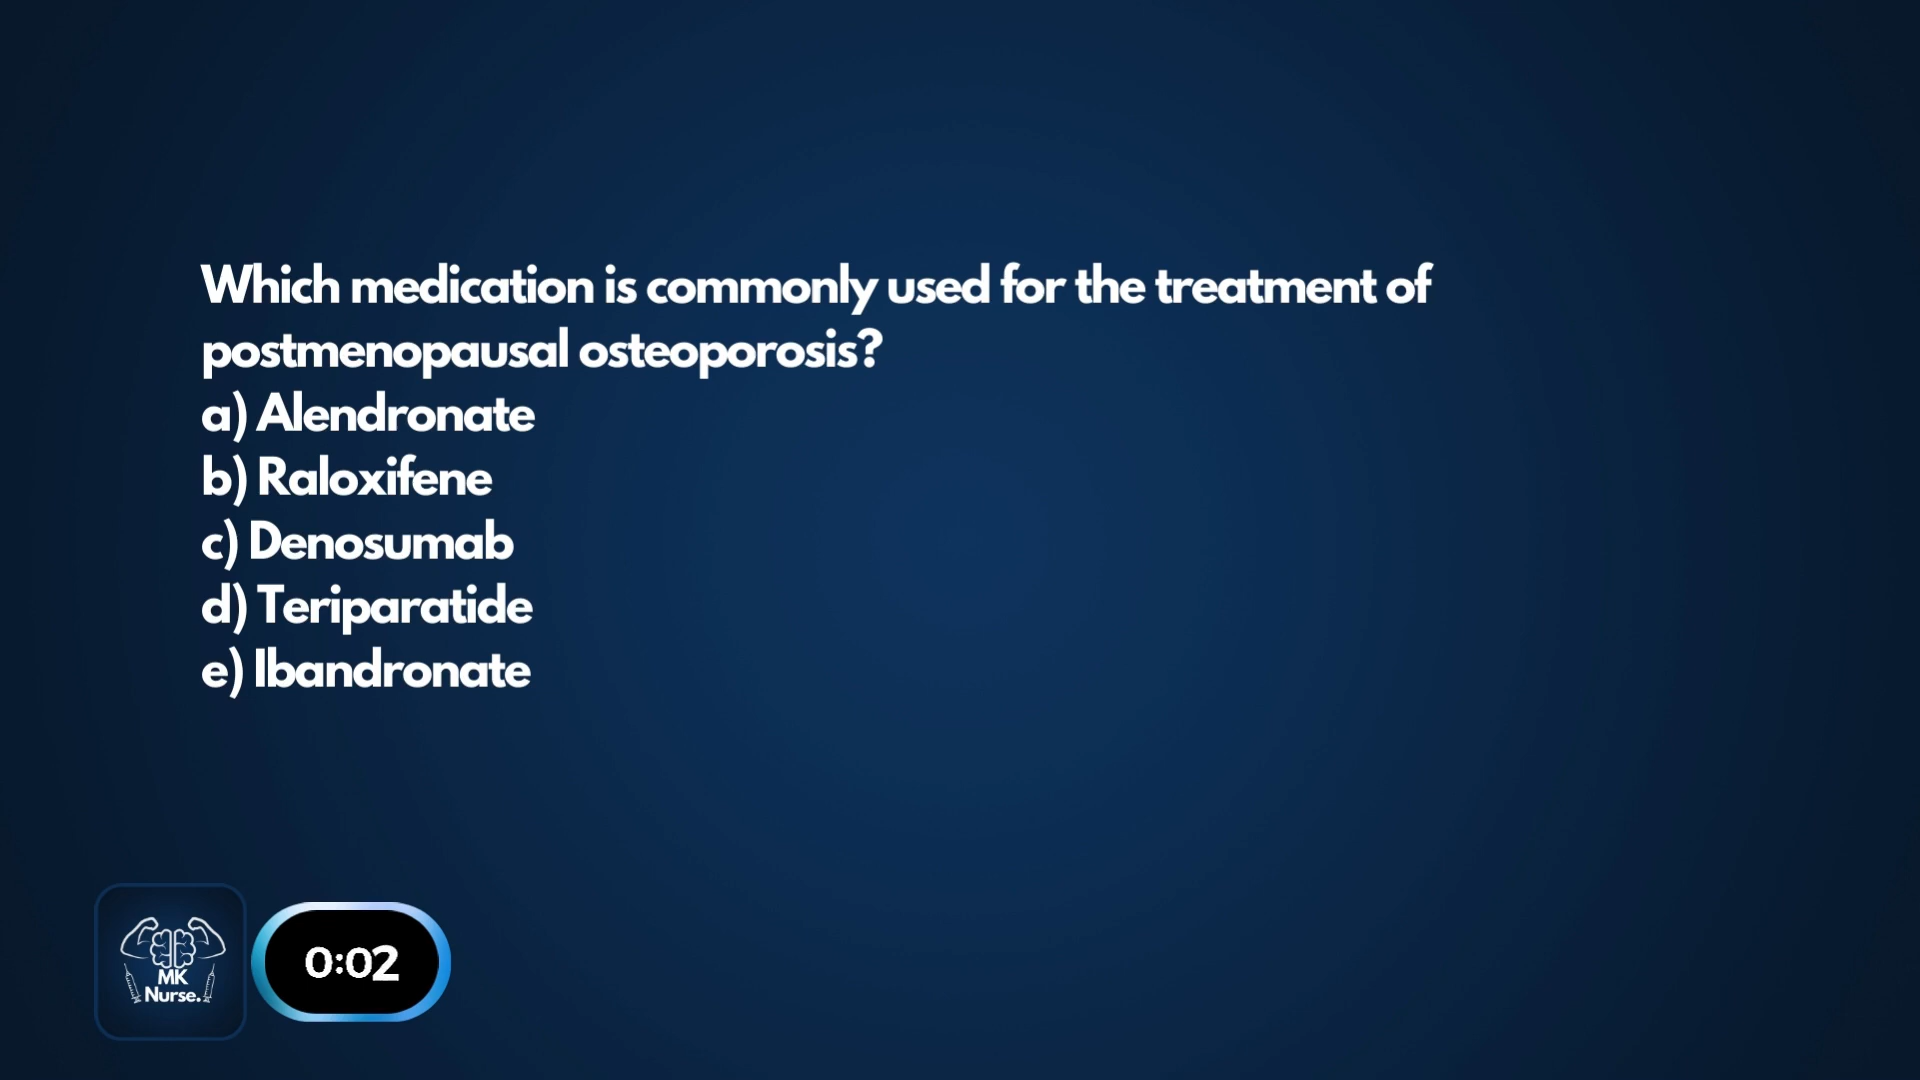 Which medication is commonly used for the treatment of
postmenopausal osteoporosis?
a) Alendronate
b) Raloxifene
c) Denosumab
d) Teriparatide
e) Ibandronate
MK
Nurse.
0:02